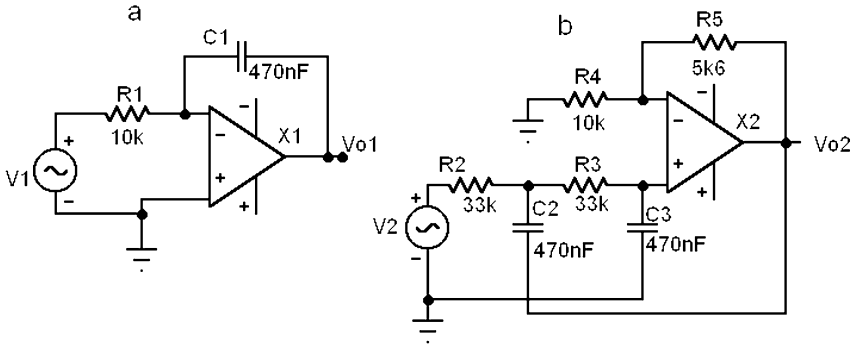 a
C1
470nF
R1
10k
X1
Vo1
V1
b
R5
5k6
R4
10k
X2
Vo2
R2
33k
R3
33k
C2
470nF
C3
470nF
V2